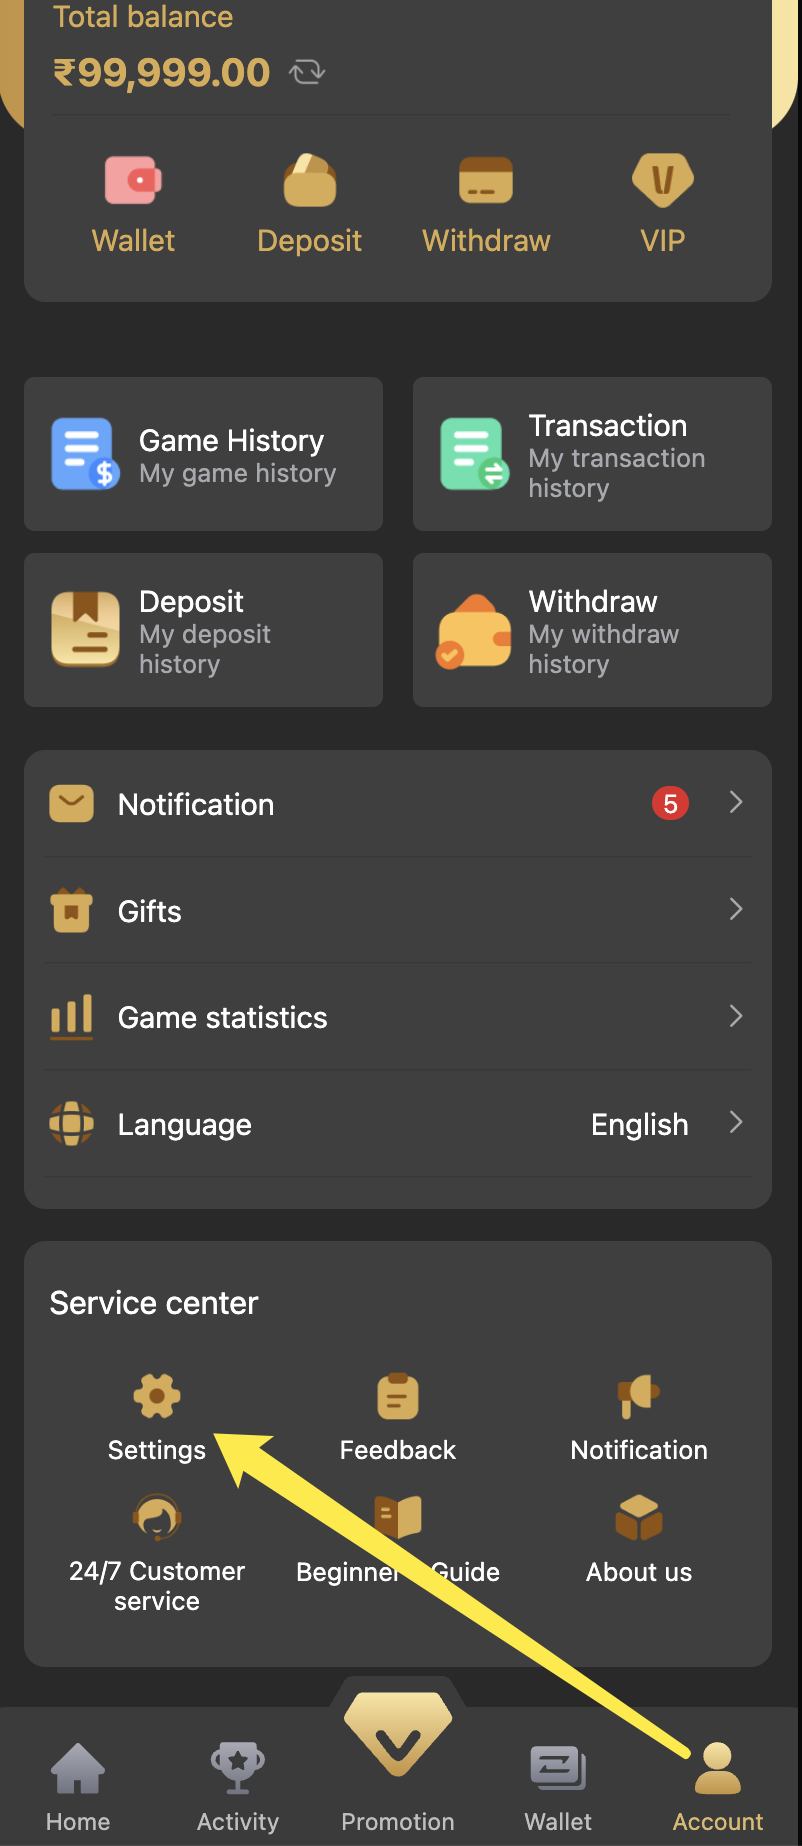 Total balance
₹99,999.00
Wallet Deposit Withdraw VIP
Game History
My game history
Transaction
My transaction
history
Deposit
My deposit
history
Withdraw
My withdraw
history
Notification 5
Gifts
Game statistics
Language English
Service center
Settings Feedback Notification
24/7 Customer
service
Beginner Guide
About us
Home Activity Promotion Wallet Account